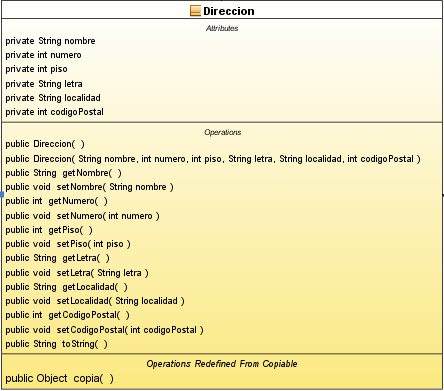 Direccion
Attributes
private String nombre
private int numero
private int piso
private String letra
private String localidad
private int codigoPostal
Operations
public Direccion( )
public Direccion( String nombre, int numero, int piso, String letra, String localidad, int codigoPostal )
public String getNombre( )
public void setNombre( String nombre )
public int getNumero( )
public void setNumero( int numero )
public int getPiso( )
public void setPiso( int piso )
public String getLetra( )
public void setLetra( String letra )
public String getLocalidad( )
public void setLocalidad( String localidad )
public int getCodigoPostal( )
public void setCopigoPostal( int codigoPostal )
public String toString( )
Operations Redefined From Copiable
public Object copia( )